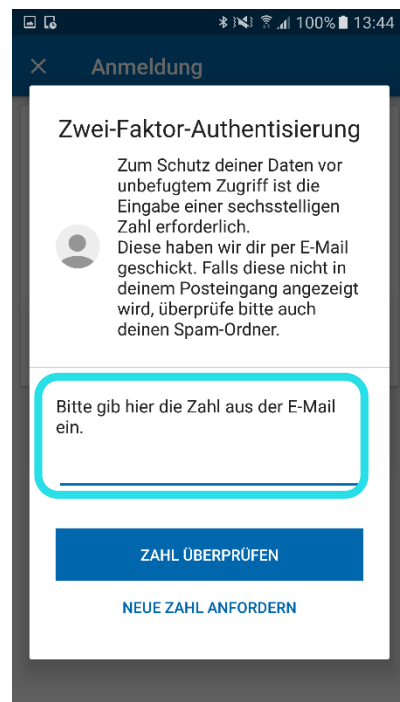 100% 13:44
Anmeldung
Zwei-Faktor-Authentisierung
Zum Schutz deiner Daten vor
unbefugtem Zugriff ist die
Eingabe einer sechsstelligen
Zahl erforderlich.
Diese haben wir dir per E-Mail
geschickt. Falls diese nicht in
deinem Posteingang angezeigt
wird, überprüfe bitte auch
deinen Spam-Ordner.
Bitte gib hier die Zahl aus der E-Mail
ein.
ZAHL ÜBERPRÜFEN
NEUE ZAHL ANFORDERN